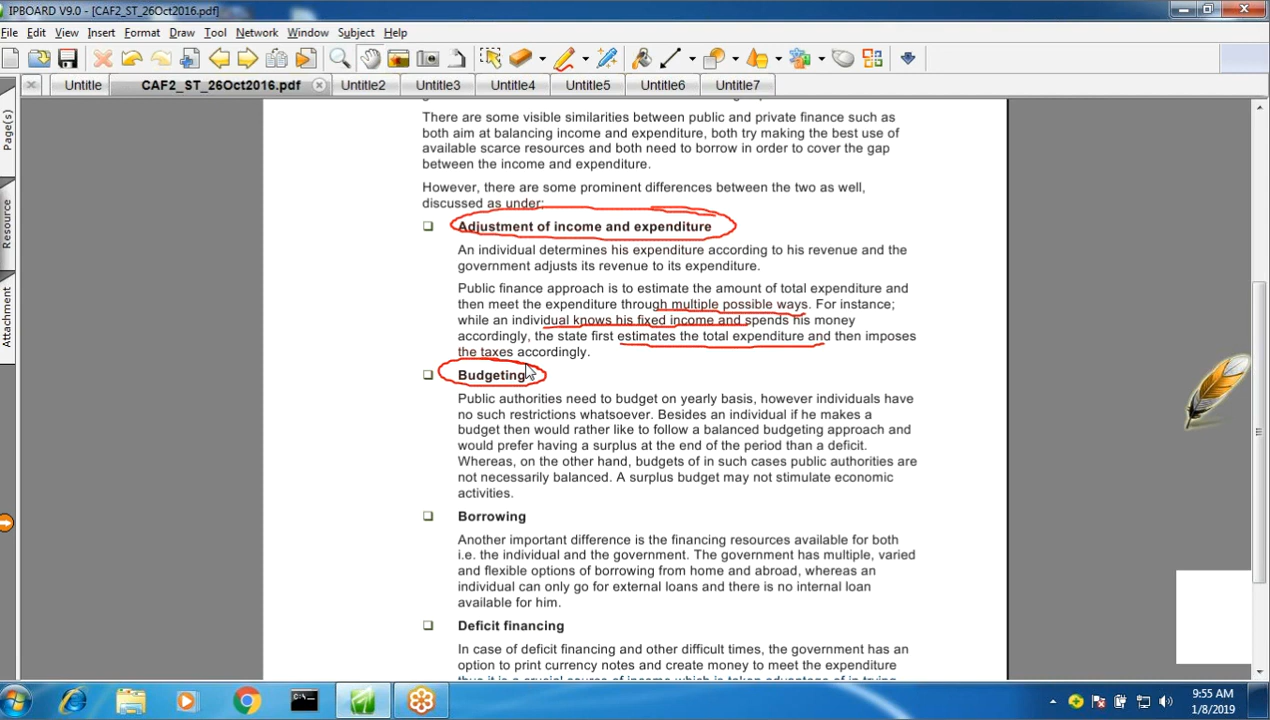 IPBOARD V9.0 - [CAF2_ST_26Oct2016.pdf]
File Edit View Insert Format Draw Tool Network Window Subject Help
Untitle CAF2_ST_26Oct2016.pdf Untitle2 Untitle3 Untitle4 Untitle5 Untitle6 Untitle7
Page(s)
Resource
Attachment
There are some visible similarities between public and private finance such as
both aim at balancing income and expenditure, both try making the best use of
available scarce resources and both need to borrow in order to cover the gap
between the income and expenditure.
However, there are some prominent differences between the two as well,
discussed as under:
Adjustment of income and expenditure
An individual determines his expenditure according to his revenue and the
government adjusts its revenue to its expenditure.
Public finance approach is to estimate the amount of total expenditure and
then meet the expenditure through multiple possible ways. For instance;
while an individual knows his fixed income and spends his money
accordingly, the state first estimates the total expenditure and then imposes
the taxes accordingly.
Budgeting
Public authorities need to budget on yearly basis, however individuals have
no such restrictions whatsoever. Besides an individual if he makes a
budget then would rather like to follow a balanced budgeting approach and
would prefer having a surplus at the end of the period than a deficit.
Whereas, on the other hand, budgets of in such cases public authorities are
not necessarily balanced. A surplus budget may not stimulate economic
activities.
Borrowing
Another important difference is the financing resources available for both
i.e. the individual and the government. The government has multiple, varied
and flexible options of borrowing from home and abroad, whereas an
individual can only go for external loans and there is no internal loan
available for him.
Deficit financing
In case of deficit financing and other difficult times, the government has an
option to print currency notes and create money to meet the expenditure
9:55 AM
1/8/2019